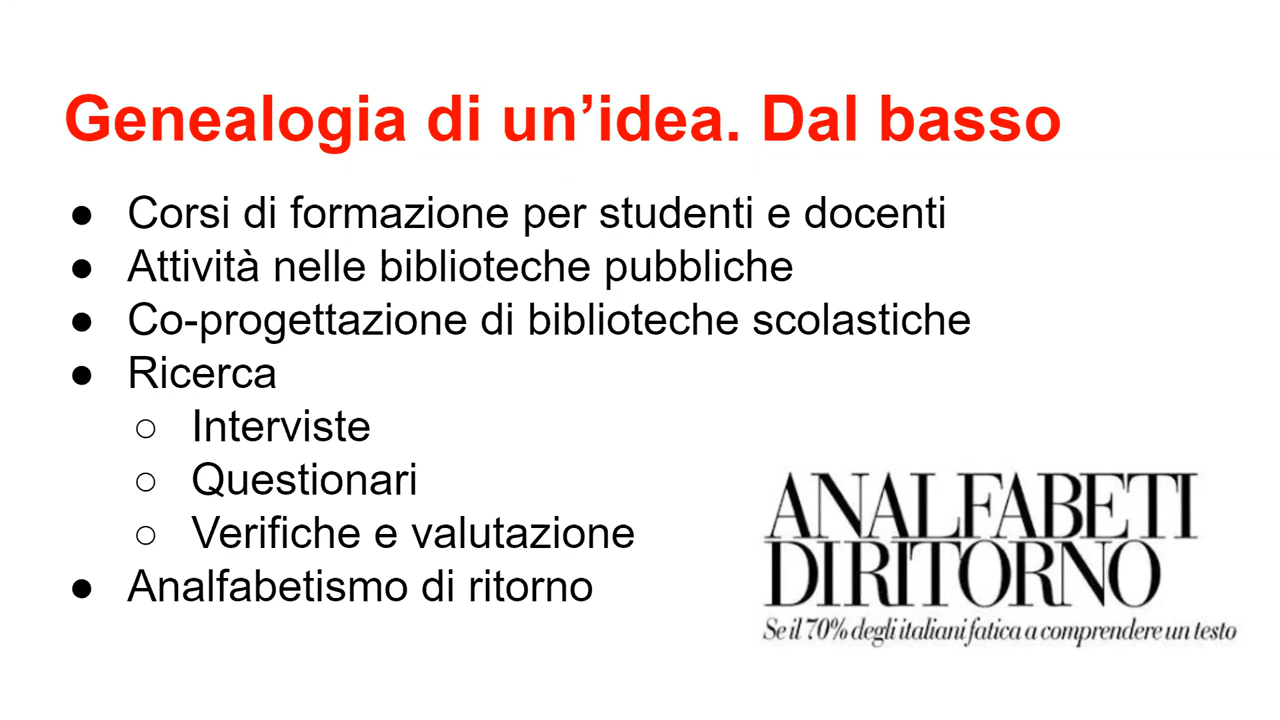 Genealogia di un’idea. Dal basso
● Corsi di formazione per studenti e docenti
● Attività nelle biblioteche pubbliche
● Co-progettazione di biblioteche scolastiche
● Ricerca
○ Interviste
○ Questionari
○ Verifiche e valutazione
● Analfabetismo di ritorno
ANALFABETI
DI RITORNO
Se il 70% degli italiani fatica a comprendere un testo